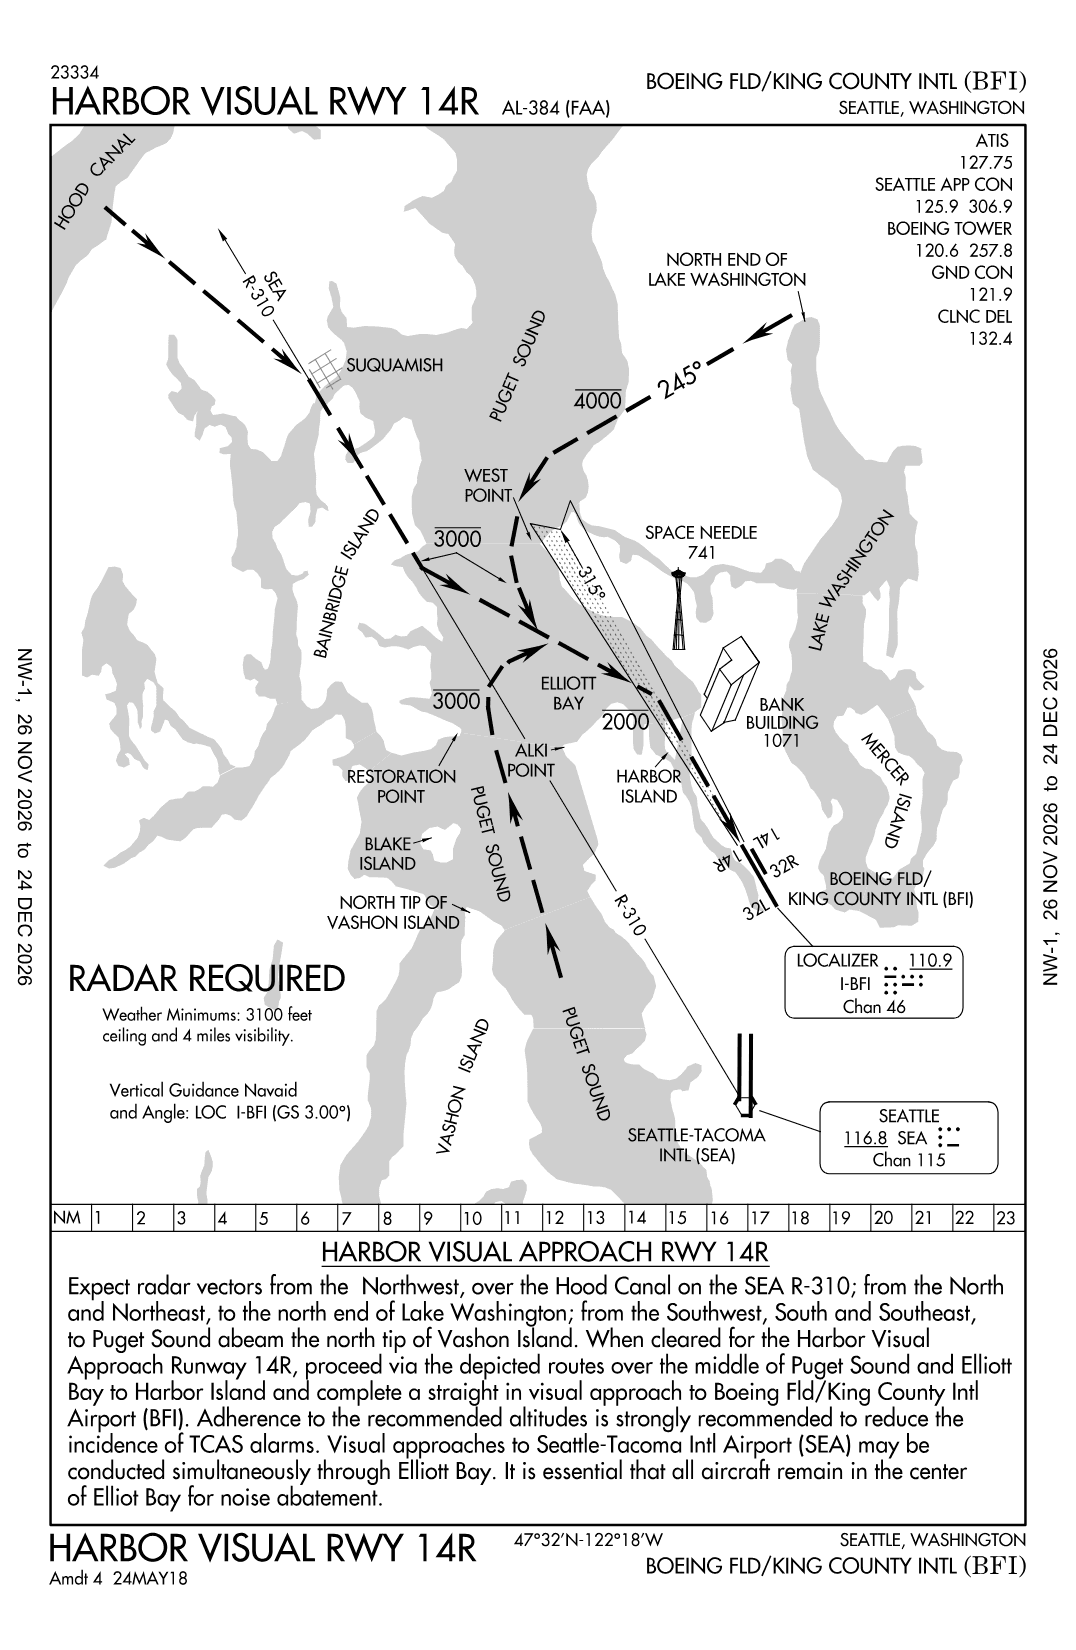 23334
HARBOR VISUAL RWY 14R
AL-384 (FAA)
BOEING FLD/KING COUNTY INTL (BFI)
SEATTLE, WASHINGTON
ATIS
127.75
SEATTLE APP CON
125.9 306.9
BOEING TOWER
120.6 257.8
GND CON
121.9
CLNC DEL
132.4
HOOD CANAL
SEA
R-310
SUQUAMISH
PUGET SOUND
NORTH END OF
LAKE WASHINGTON
245°
4000
WEST
POINT
3000
315°
SPACE NEEDLE
741
BAINBRIDGE ISLAND
LAKE WASHINGTON
3000
ELLIOTT
BAY
2000
BANK
BUILDING
1071
ALKI
POINT
HARBOR
ISLAND
MERCER ISLAND
RESTORATION
POINT
PUGET SOUND
BLAKE
ISLAND
NORTH TIP OF
VASHON ISLAND
14R
14L
32R
32L
BOEING FLD/
KING COUNTY INTL (BFI)
R-310
LOCALIZER 110.9
I-BFI
Chan 46
RADAR REQUIRED
Weather Minimums: 3100 feet
ceiling and 4 miles visibility.
Vertical Guidance Navaid
and Angle: LOC I-BFI (GS 3.00°)
VASHON ISLAND
PUGET SOUND
SEATTLE-TACOMA
INTL (SEA)
SEATTLE
116.8 SEA
Chan 115
NW-1, 26 NOV 2026 to 24 DEC 2026
NW-1, 26 NOV 2026 to 24 DEC 2026
NM 1 2 3 4 5 6 7 8 9 10 11 12 13 14 15 16 17 18 19 20 21 22 23
HARBOR VISUAL APPROACH RWY 14R
Expect radar vectors from the Northwest, over the Hood Canal on the SEA R-310; from the North
and Northeast, to the north end of Lake Washington; from the Southwest, South and Southeast,
to Puget Sound abeam the north tip of Vashon Island. When cleared for the Harbor Visual
Approach Runway 14R, proceed via the depicted routes over the middle of Puget Sound and Elliott
Bay to Harbor Island and complete a straight in visual approach to Boeing Fld/King County Intl
Airport (BFI). Adherence to the recommended altitudes is strongly recommended to reduce the
incidence of TCAS alarms. Visual approaches to Seattle-Tacoma Intl Airport (SEA) may be
conducted simultaneously through Elliott Bay. It is essential that all aircraft remain in the center
of Elliot Bay for noise abatement.
HARBOR VISUAL RWY 14R
Amdt 4 24MAY18
47°32'N-122°18'W
SEATTLE, WASHINGTON
BOEING FLD/KING COUNTY INTL (BFI)